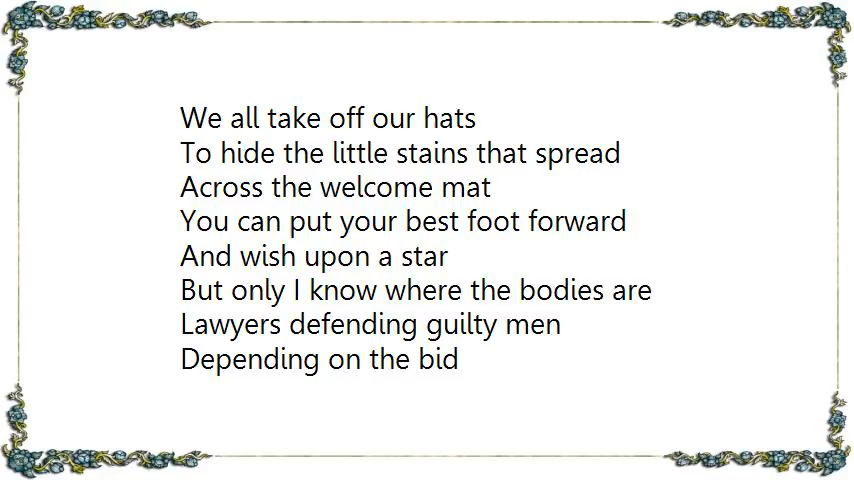 We all take off our hats
To hide the little stains that spread
Across the welcome mat
You can put your best foot forward
And wish upon a star
But only I know where the bodies are
Lawyers defending guilty men
Depending on the bid